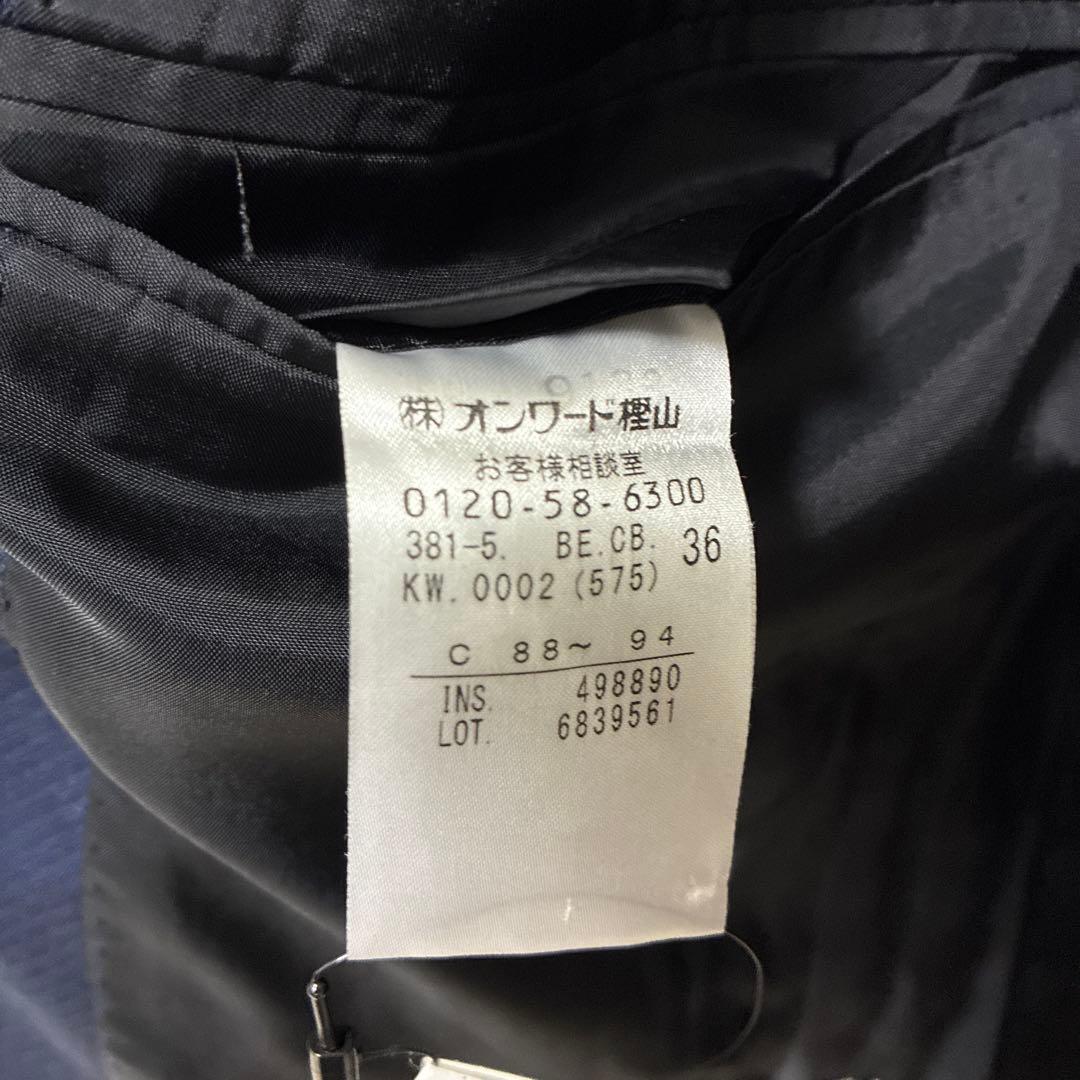 (株)オンワード樫山
お客様相談室
0120-58-6300
381-5. BE.CB. 36
KW.0002(575)
C 88～ 94
INS. 498890
LOT. 6839561